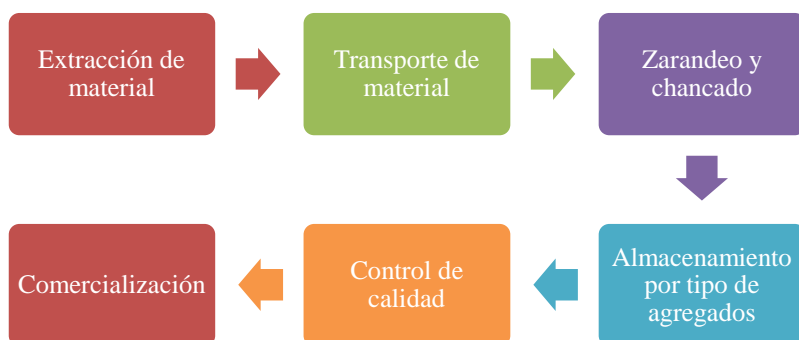 Extracción de
material
Transporte de
material
Zarandeo y
chancado
Almacenamiento
por tipo de
agregados
Control de
calidad
Comercialización